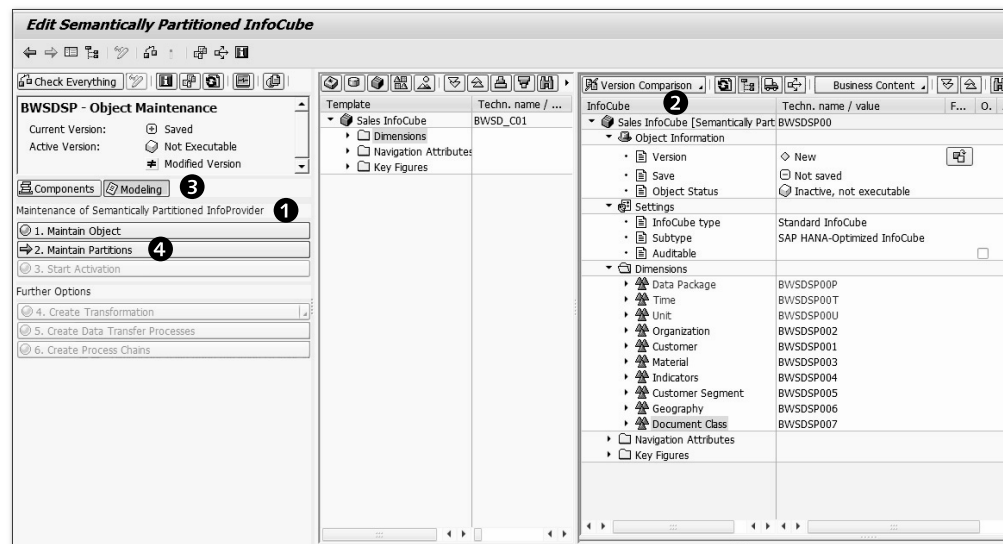 Edit Semantically Partitioned InfoCube
Check Everything
BWSDSP - Object Maintenance
Current Version: Saved
Active Version: Not Executable
Modified Version
Components Modeling 3
Maintenance of Semantically Partitioned InfoProvider 1
1. Maintain Object
2. Maintain Partitions 4
3. Start Activation
Further Options
4. Create Transformation
5. Create Data Transfer Processes
6. Create Process Chains
Template Techn. name / ...
Sales InfoCube BWSD_C01
Dimensions
Navigation Attributes
Key Figures
Version Comparison Business Content
InfoCube 2 Techn. name / value F... O.
Sales InfoCube [Semantically Part BWSDSP00
Object Information
Version New
Save Not saved
Object Status Inactive, not executable
Settings
InfoCube type Standard InfoCube
Subtype SAP HANA-Optimized InfoCube
Auditable
Dimensions
Data Package BWSDSP00P
Time BWSDSP00T
Unit BWSDSP00U
Organization BWSDSP002
Customer BWSDSP001
Material BWSDSP003
Indicators BWSDSP004
Customer Segment BWSDSP005
Geography BWSDSP006
Document Class BWSDSP007
Navigation Attributes
Key Figures